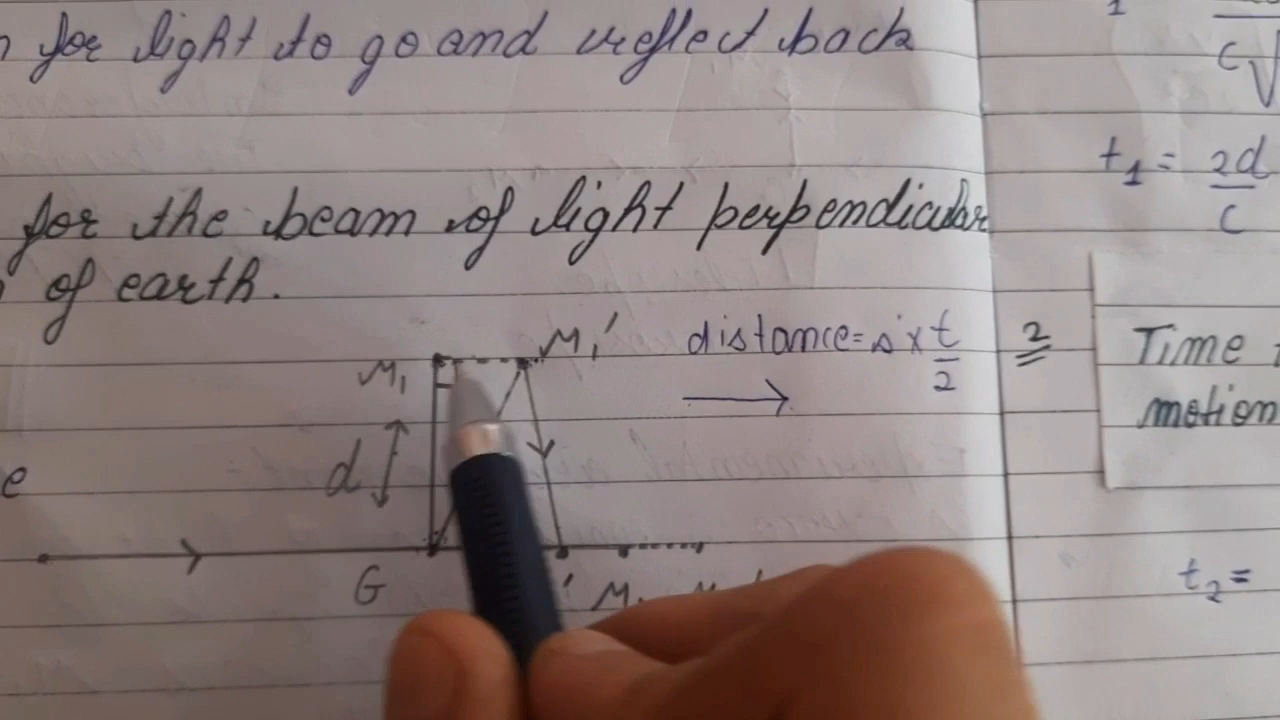 for light to go and reflect back
for the beam of light perpendicular
of earth.
M₁ M₁′ distance = s × t/2
d
e
G
t₁ = 2d/c
2
Time
motion
t₂ =